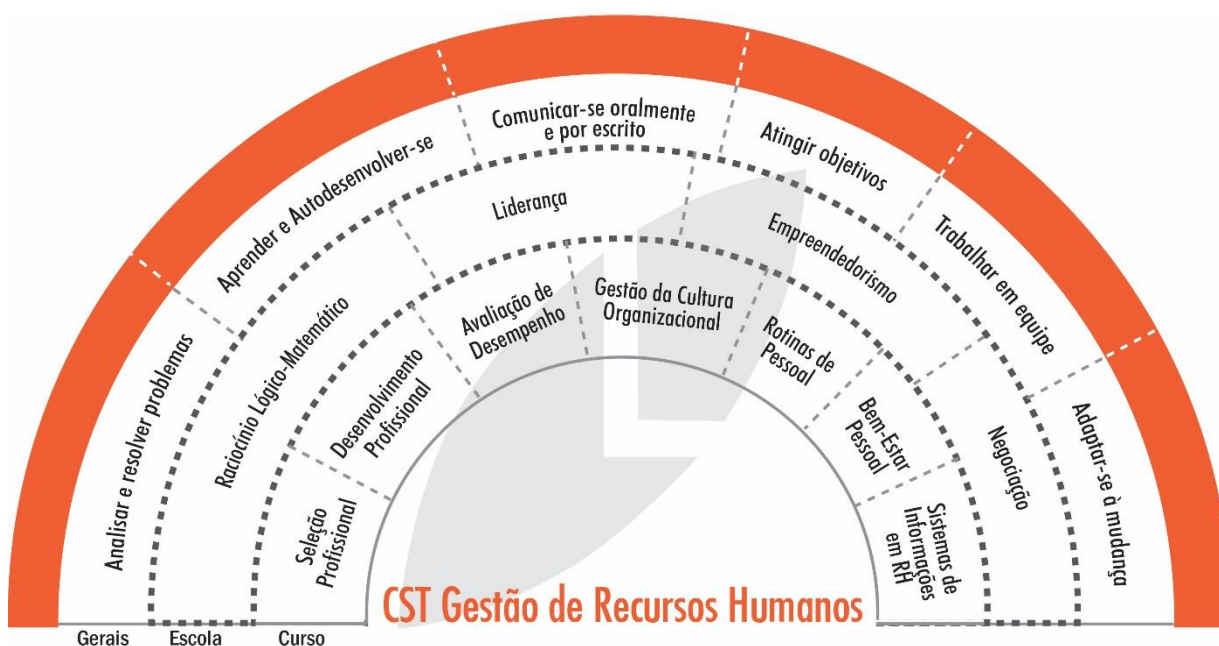 Analisar e resolver problemas
Aprender e Autodesenvolver-se
Comunicar-se oralmente
e por escrito
Atingir objetivos
Trabalhar em equipe
Adaptar-se à mudança
Raciocínio Lógico-Matemático
Liderança
Empreendedorismo
Negociação
Seleção
Profissional
Desenvolvimento
Profissional
Avaliação de
Desempenho
Gestão da Cultura
Organizacional
Rotinas de
Pessoal
Bem-Estar
Pessoal
Sistemas de
Informações
em RH
CST Gestão de Recursos Humanos
Gerais
Escola
Curso